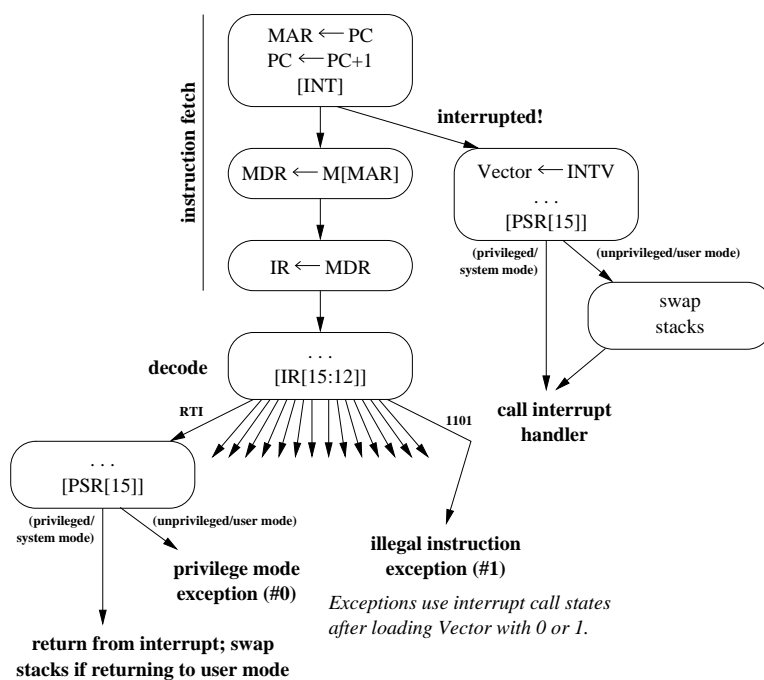 MAR ← PC
PC ← PC+1
[INT]
instruction fetch
interrupted!
MDR ← M[MAR]
Vector ← INTV
. . .
[PSR[15]]
(privileged/
system mode)
(unprivileged/user mode)
IR ← MDR
swap
stacks
decode
. . .
[IR[15:12]]
call interrupt
handler
RTI
1101
. . .
[PSR[15]]
(privileged/
system mode)
(unprivileged/user mode)
privilege mode
exception (#0)
illegal instruction
exception (#1)
Exceptions use interrupt call states
after loading Vector with 0 or 1.
return from interrupt; swap
stacks if returning to user mode